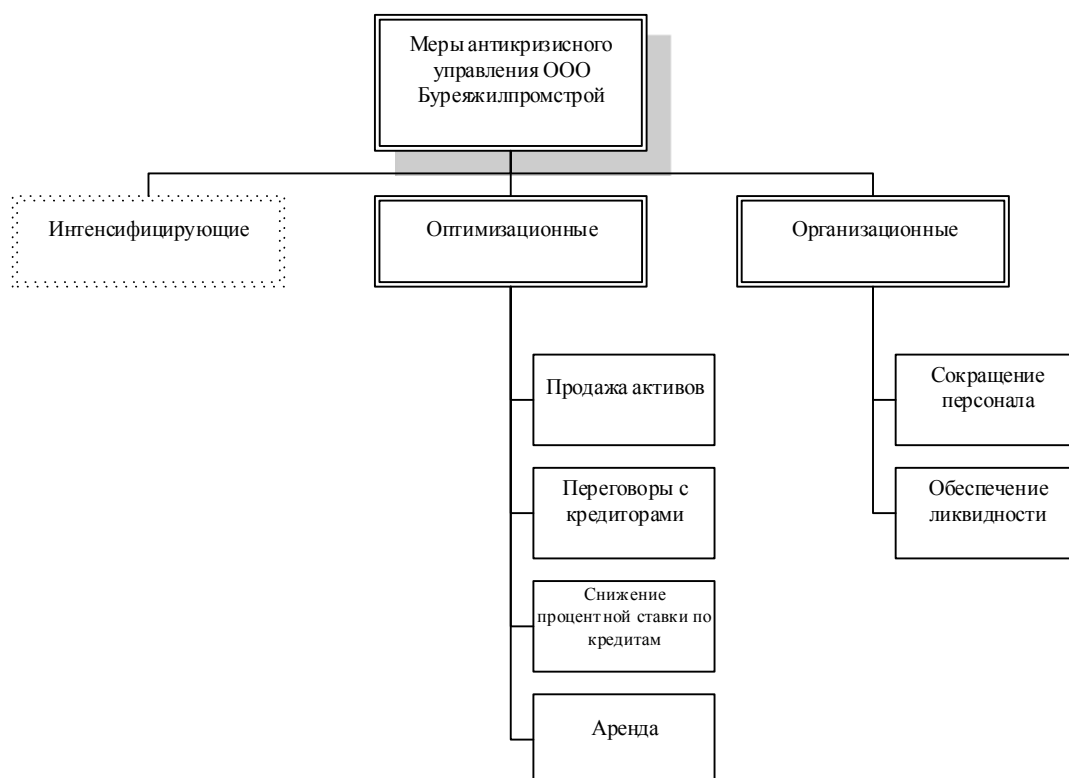 Меры антикризисного
управления ООО
Буреяжилпромстрой
Интенсифицирующие
Оптимизационные
Организационные
Продажа активов
Переговоры с
кредиторами
Снижение
процентной ставки по
кредитам
Аренда
Сокращение
персонала
Обеспечение
ликвидности